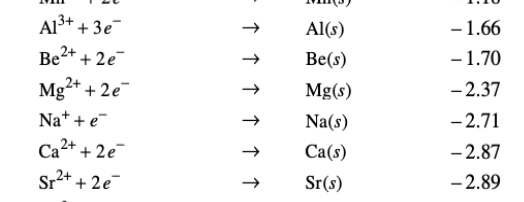 Al³⁺ + 3e⁻ → Al(s) −1.66
Be²⁺ + 2e⁻ → Be(s) −1.70
Mg²⁺ + 2e⁻ → Mg(s) −2.37
Na⁺ + e⁻ → Na(s) −2.71
Ca²⁺ + 2e⁻ → Ca(s) −2.87
Sr²⁺ + 2e⁻ → Sr(s) −2.89